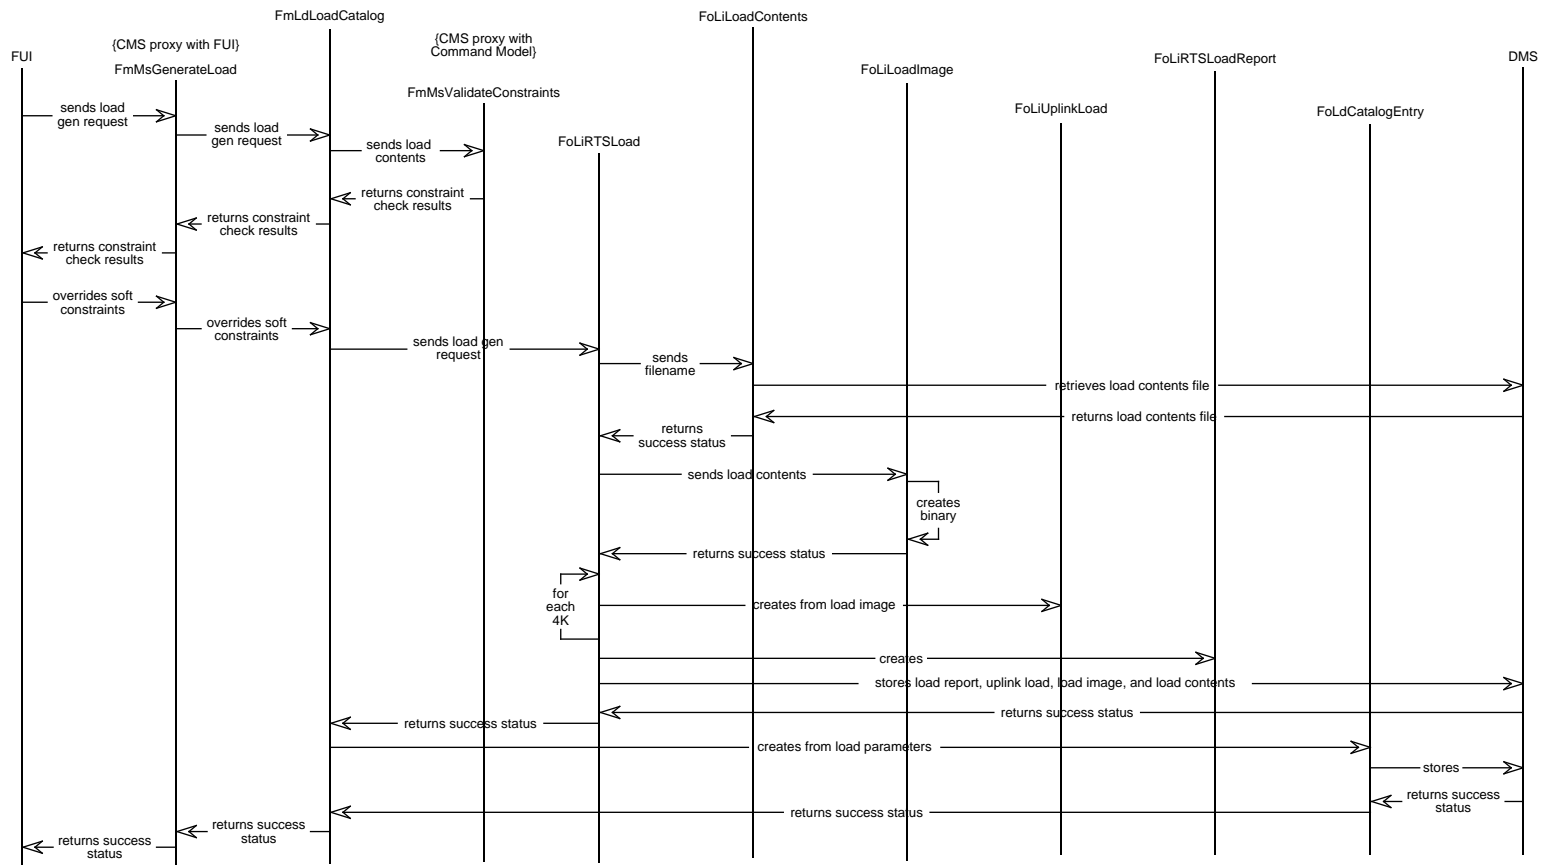 FmLdLoadCatalog
FoLiLoadContents
{CMS proxy with FUI}
{CMS proxy with
Command Model}
FUI
FmMsGenerateLoad
FoLiLoadImage
FoLiRTSLoadReport
DMS
FmMsValidateConstraints
FoLiUplinkLoad
FoLdCatalogEntry
FoLiRTSLoad
sends load
gen request
sends load
gen request
sends load
contents
returns constraint
check results
returns constraint
check results
returns constraint
check results
overrides soft
constraints
overrides soft
constraints
sends load gen
request
sends
filename
retrieves load contents file
returns load contents file
returns
success status
sends load contents
creates
binary
returns success status
for
each
4K
creates from load image
creates
stores load report, uplink load, load image, and load contents
returns success status
returns success status
creates from load parameters
stores
returns success
status
returns success status
returns success
status
returns success
status